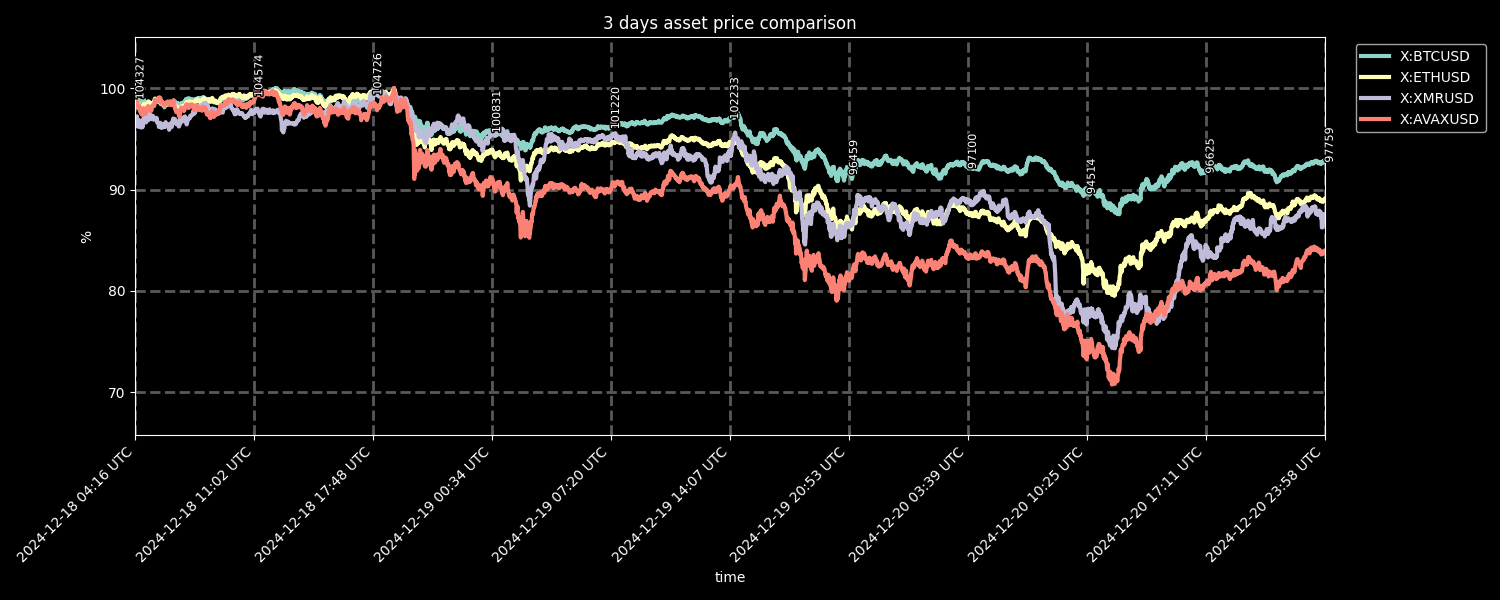 3 days asset price comparison
X:BTCUSD
X:ETHUSD
X:XMRUSD
X:AVAXUSD
100
90
80
70
%
104327
104574
104726
100831
101220
102233
96459
97100
94514
96625
97759
2024-12-18 04:16 UTC
2024-12-18 11:02 UTC
2024-12-18 17:48 UTC
2024-12-19 00:34 UTC
2024-12-19 07:20 UTC
2024-12-19 14:07 UTC
2024-12-19 20:53 UTC
2024-12-20 03:39 UTC
2024-12-20 10:25 UTC
2024-12-20 17:11 UTC
2024-12-20 23:58 UTC
time